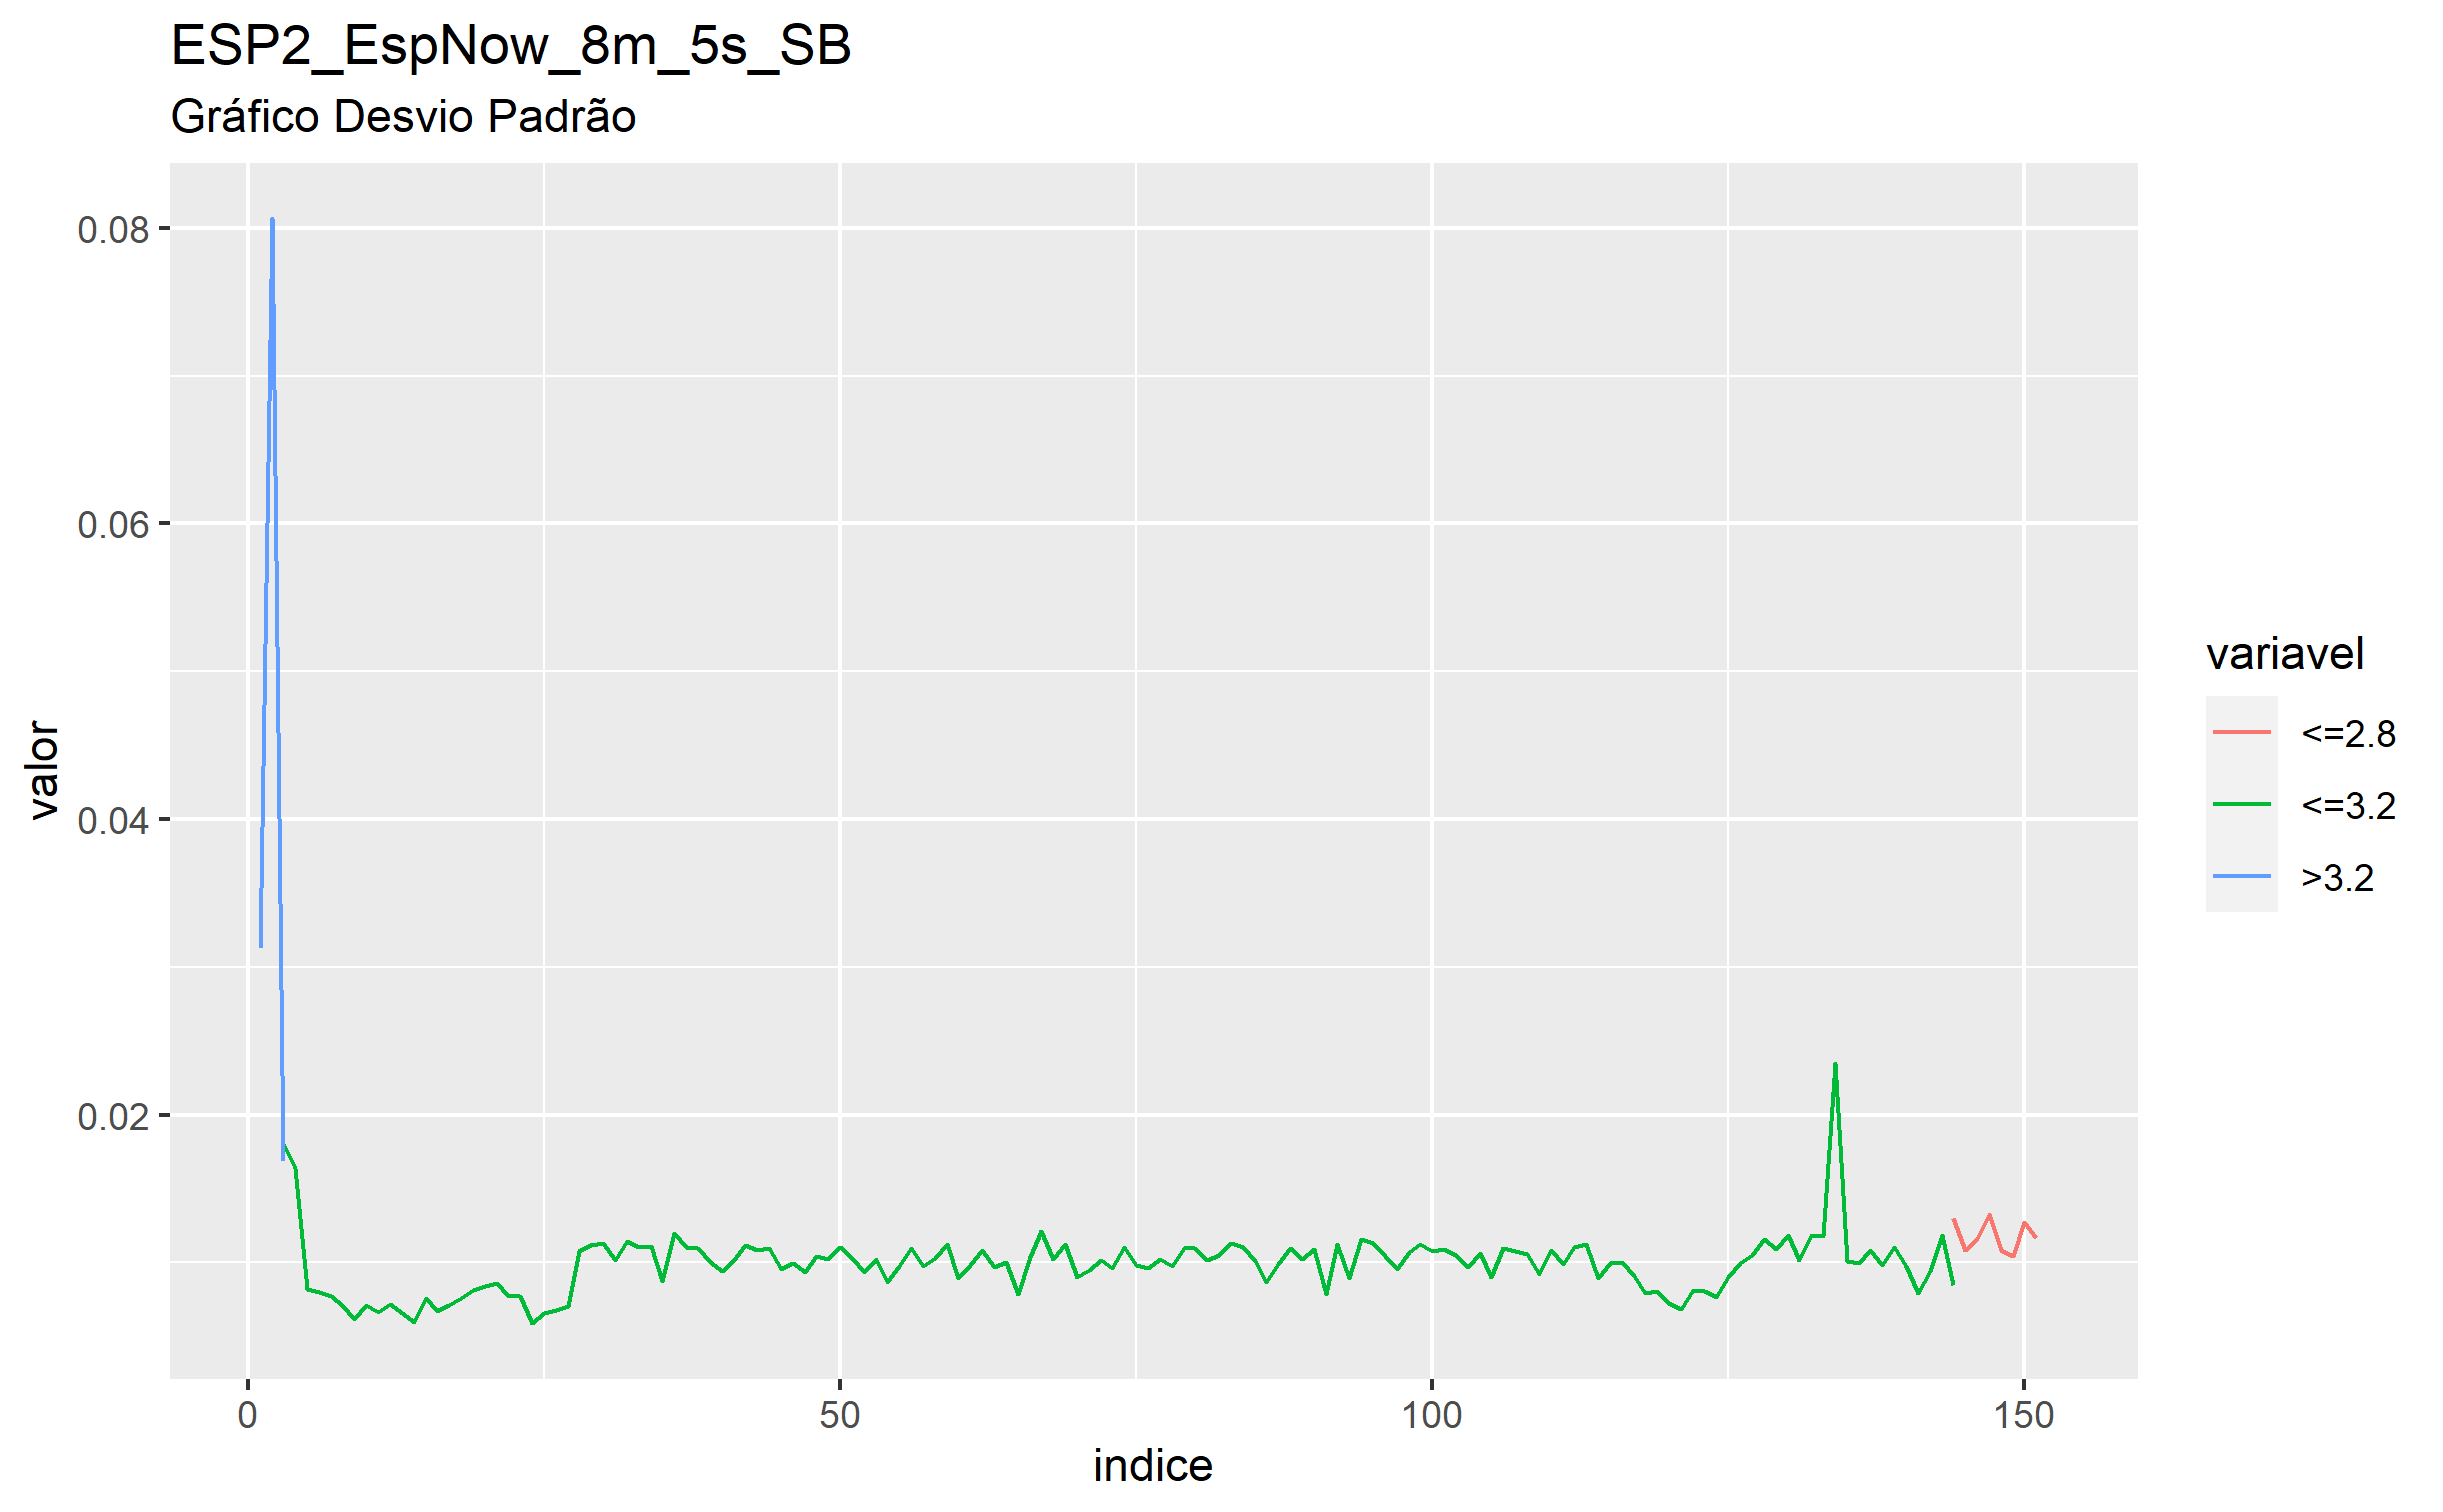 ESP2_EspNow_8m_5s_SB
Gráfico Desvio Padrão
valor
0.08
0.06
0.04
0.02
0
50
100
150
indice
variavel
<=2.8
<=3.2
>3.2